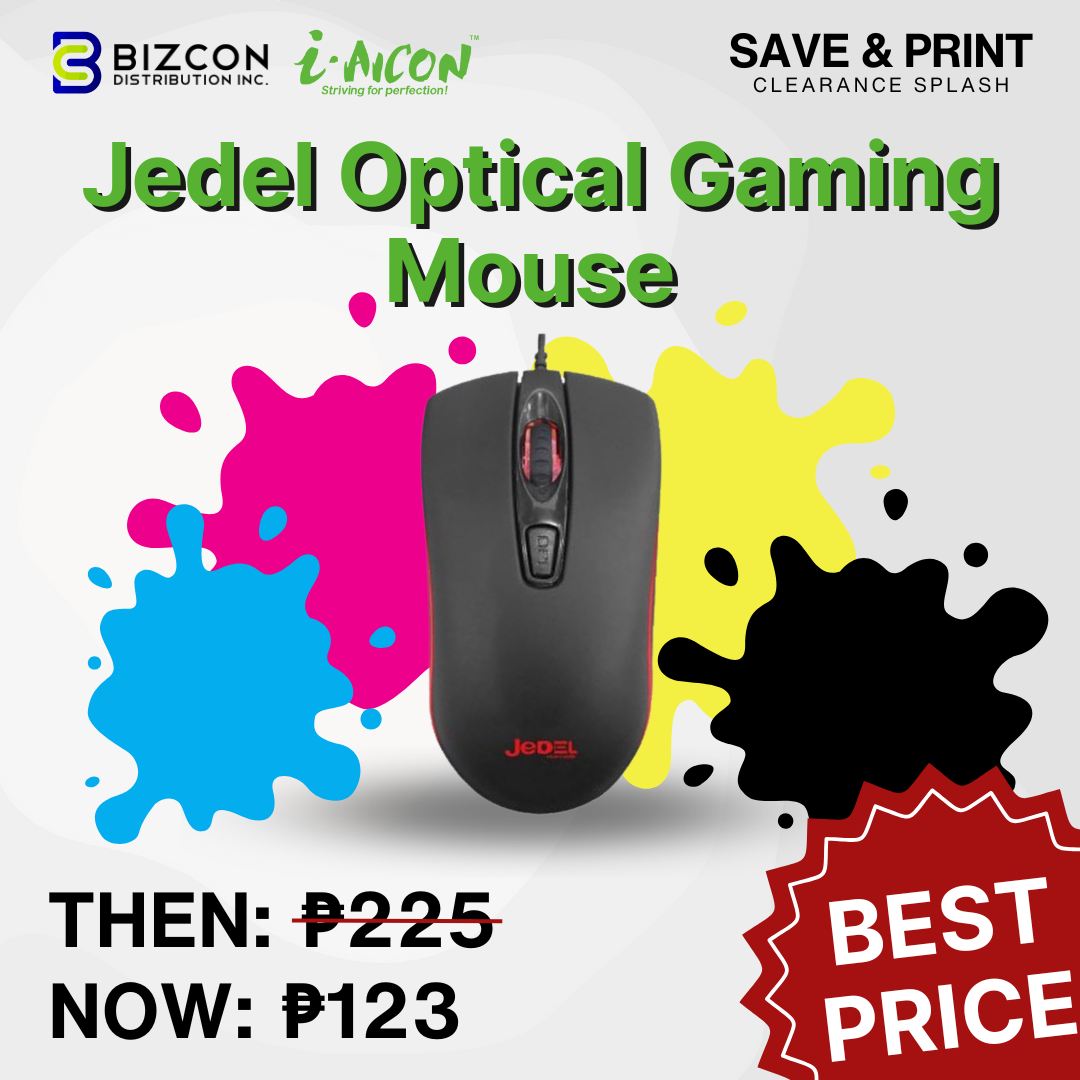 BIZCON
DISTRIBUTION INC.
i·AICON™
Striving for perfection!
SAVE & PRINT
CLEARANCE SPLASH
Jedel Optical Gaming
Mouse
JEDEL
THEN: ₱225
NOW: ₱123
BEST
PRICE